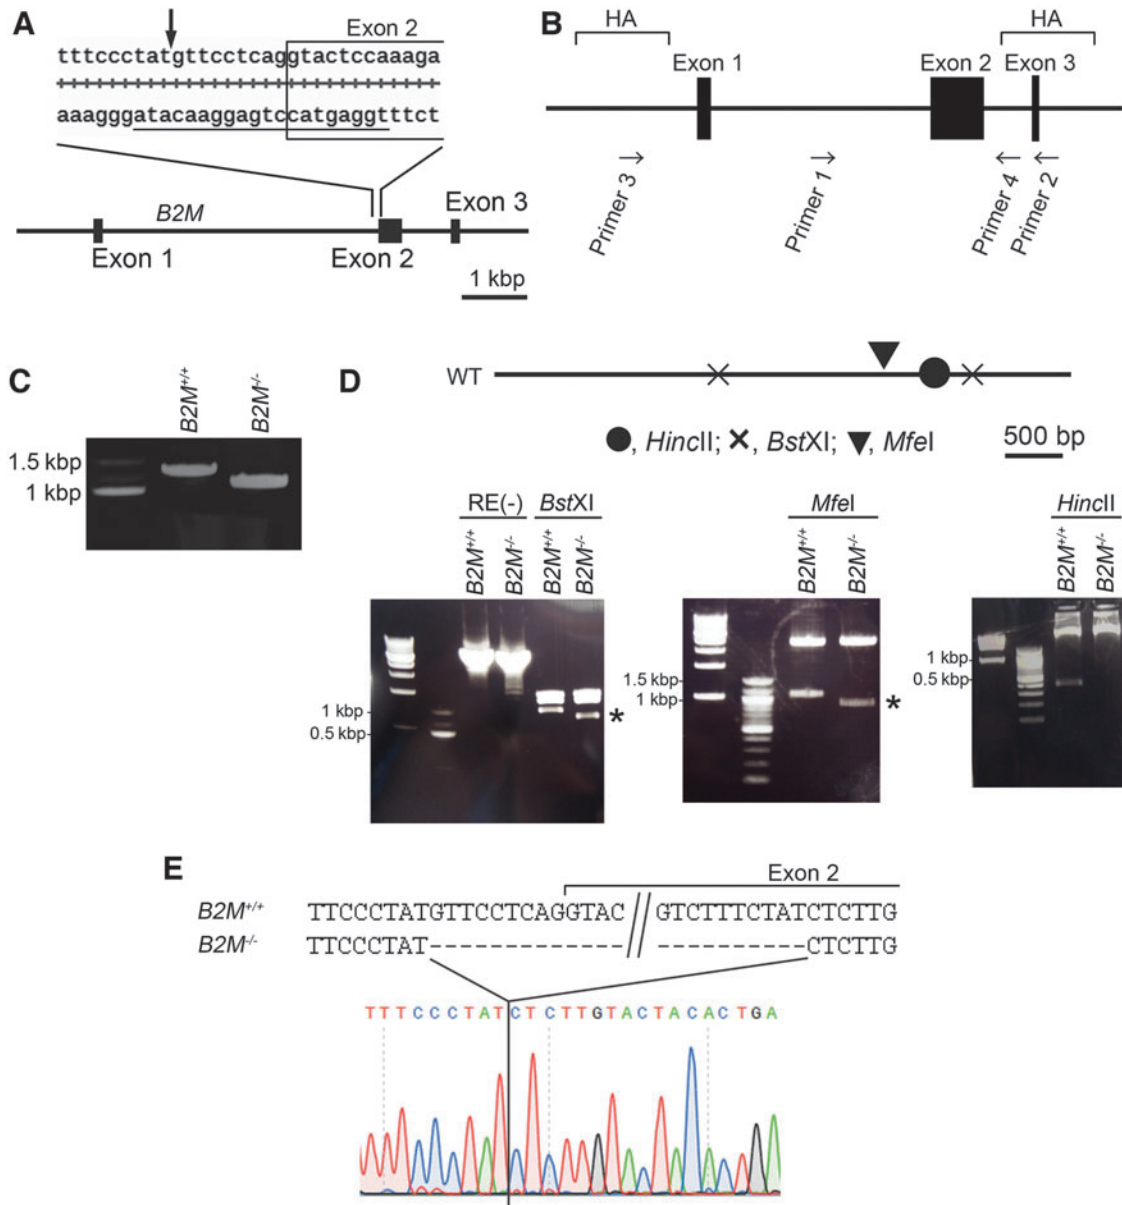 A
Exon 2
tttccctatgttcctcaggtactccaaaga
aaagggatacaaggagtccatgaggtttct
B2M
Exon 1
Exon 2
Exon 3
1 kbp
B
HA
HA
Exon 1
Exon 2
Exon 3
Primer 3
Primer 1
Primer 4
Primer 2
C
B2M+/+
B2M-/-
1.5 kbp
1 kbp
D
WT
●, HincII; ×, BstXI; ▼, MfeI
500 bp
RE(-)
BstXI
B2M+/+
B2M-/-
B2M+/+
B2M-/-
1 kbp
0.5 kbp
*
MfeI
B2M+/+
B2M-/-
1.5 kbp
1 kbp
*
HincII
B2M+/+
B2M-/-
1 kbp
0.5 kbp
E
Exon 2
B2M+/+ TTCCCTATGTTCCTCAGGTAC // GTCTTTCTATCTCTTG
B2M-/- TTCCCTAT------------- // ----------CTCTTG
TTTCCCTATCTCTTGTACTACACTGA